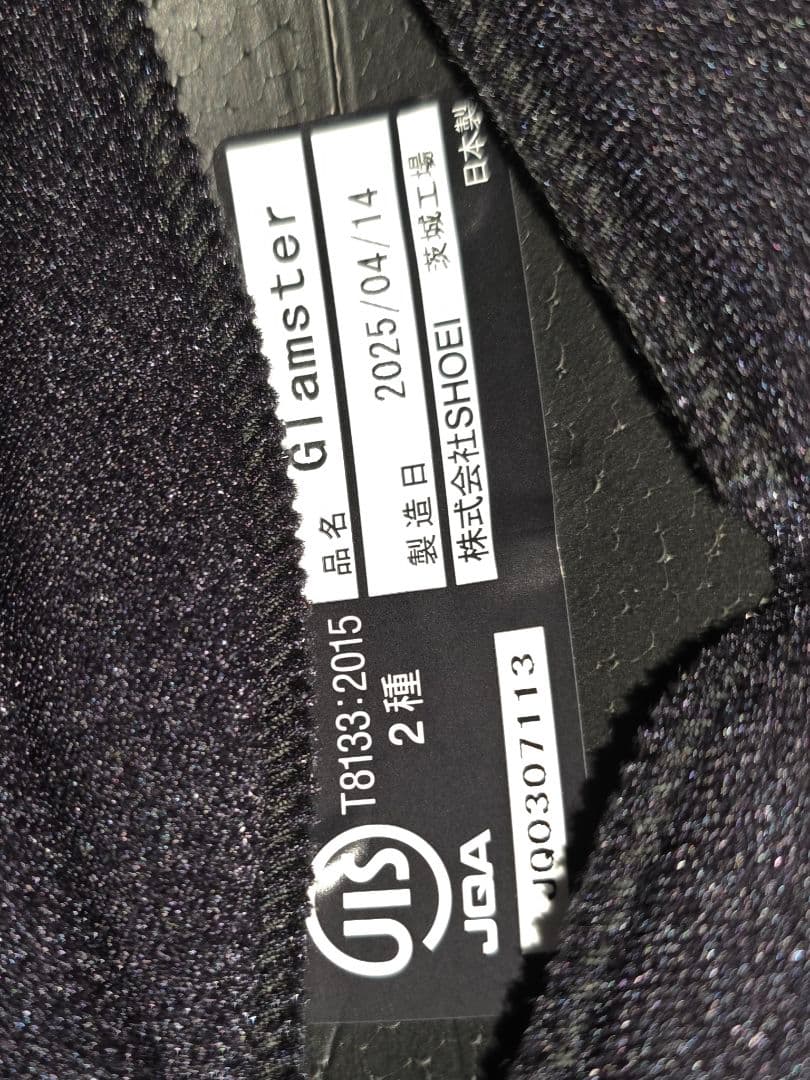 JIS
T8133:2015
2種
JQA
JQ0307113
品名 Glamster
製造日 2025/04/14
株式会社SHOEI 茨城工場
日本製